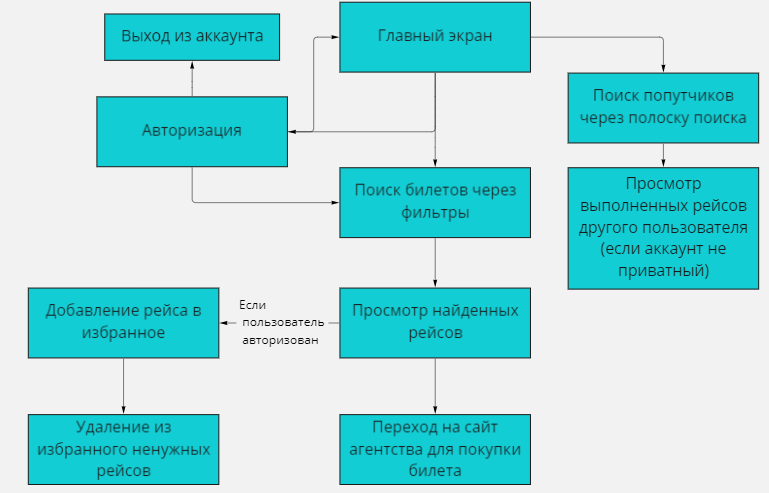 Выход из аккаунта
Главный экран
Авторизация
Поиск попутчиков
через полоску поиска
Поиск билетов через
фильтры
Просмотр
выполненных рейсов
другого пользователя
(если аккаунт не
приватный)
Добавление рейса в
избранное
Если
пользователь
авторизован
Просмотр найденных
рейсов
Удаление из
избранного ненужных
рейсов
Переход на сайт
агентства для покупки
билета